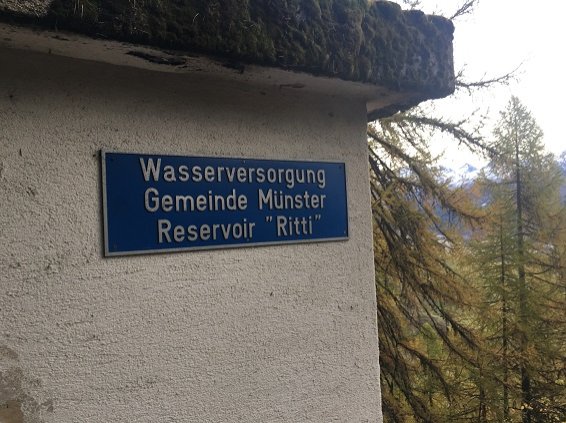 Wasserversorgung
Gemeinde Münster
Reservoir "Ritti"